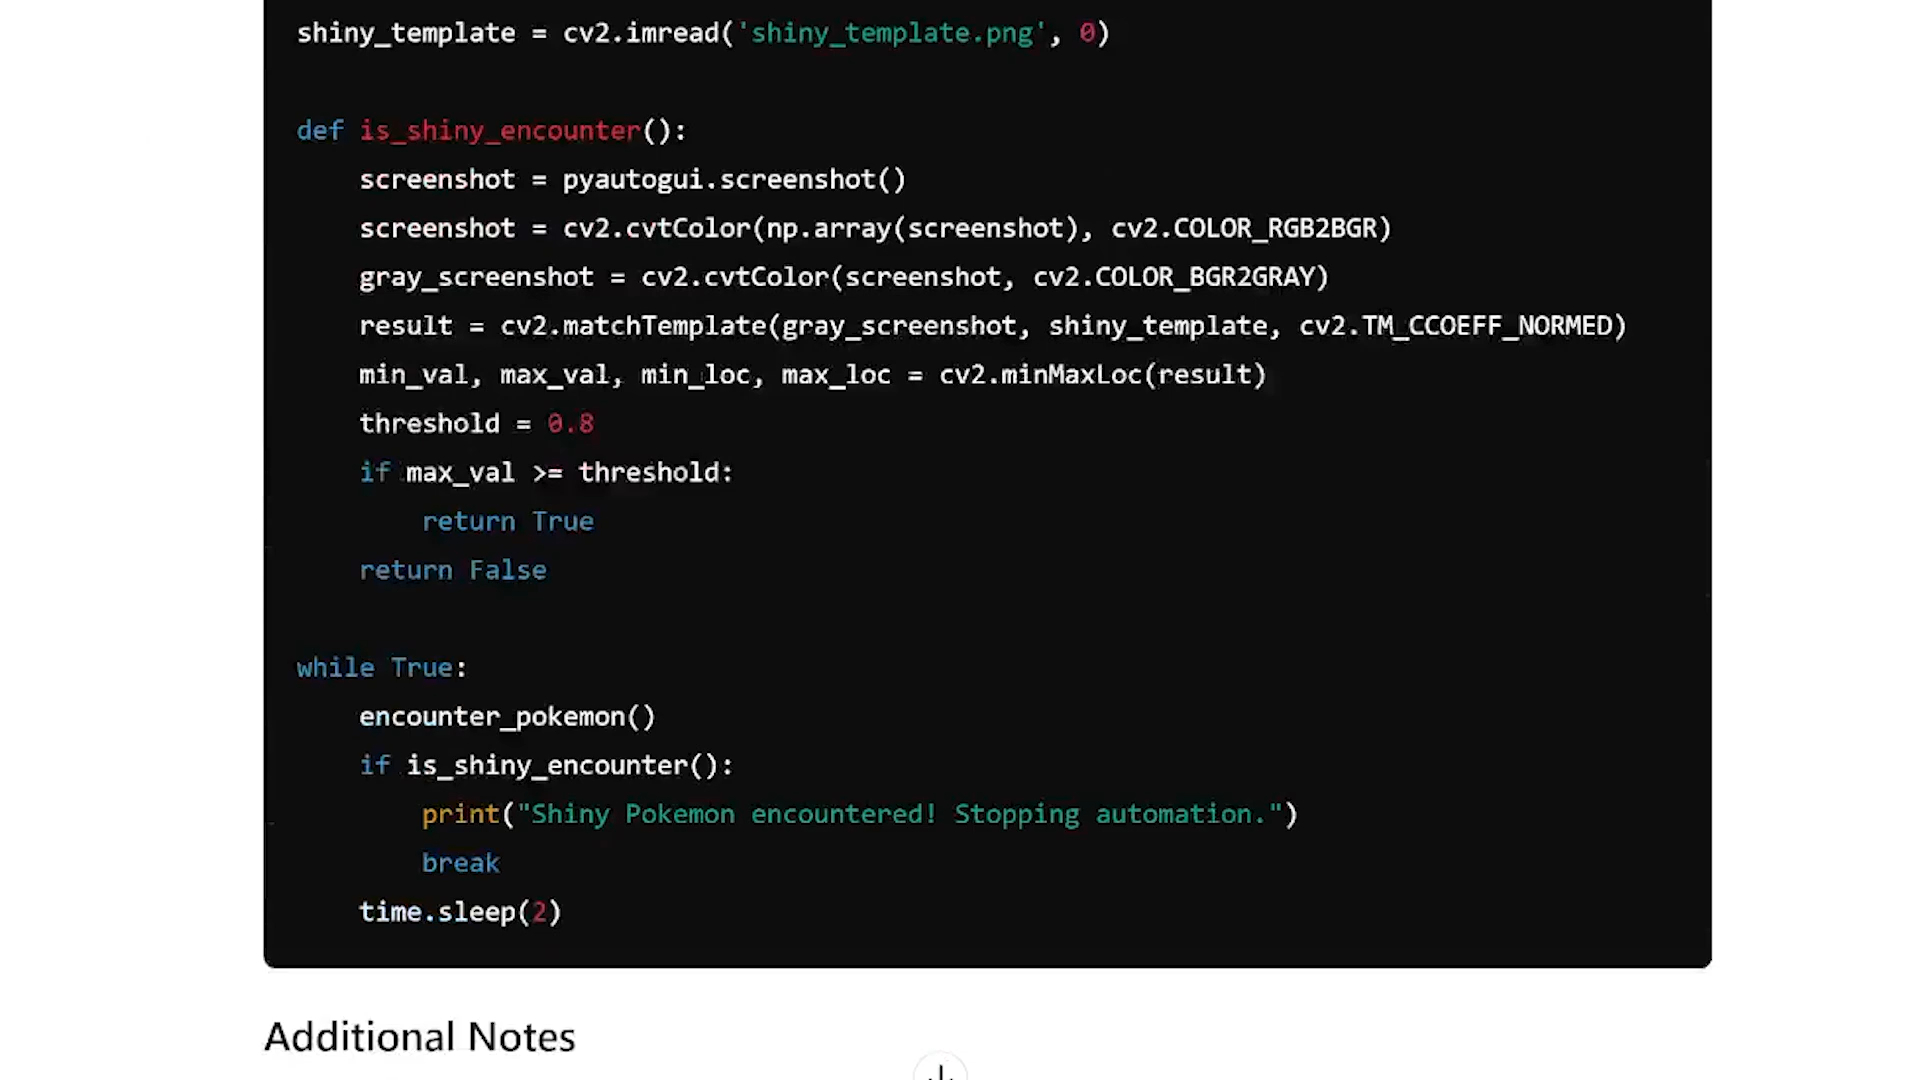 shiny_template = cv2.imread('shiny_template.png', 0)
def is_shiny_encounter():
screenshot = pyautogui.screenshot()
screenshot = cv2.cvtColor(np.array(screenshot), cv2.COLOR_RGB2BGR)
gray_screenshot = cv2.cvtColor(screenshot, cv2.COLOR_BGR2GRAY)
result = cv2.matchTemplate(gray_screenshot, shiny_template, cv2.TM_CCOEFF_NORMED)
min_val, max_val, min_loc, max_loc = cv2.minMaxLoc(result)
threshold = 0.8
if max_val >= threshold:
return True
return False
while True:
encounter_pokemon()
if is_shiny_encounter():
print("Shiny Pokemon encountered! Stopping automation.")
break
time.sleep(2)
Additional Notes